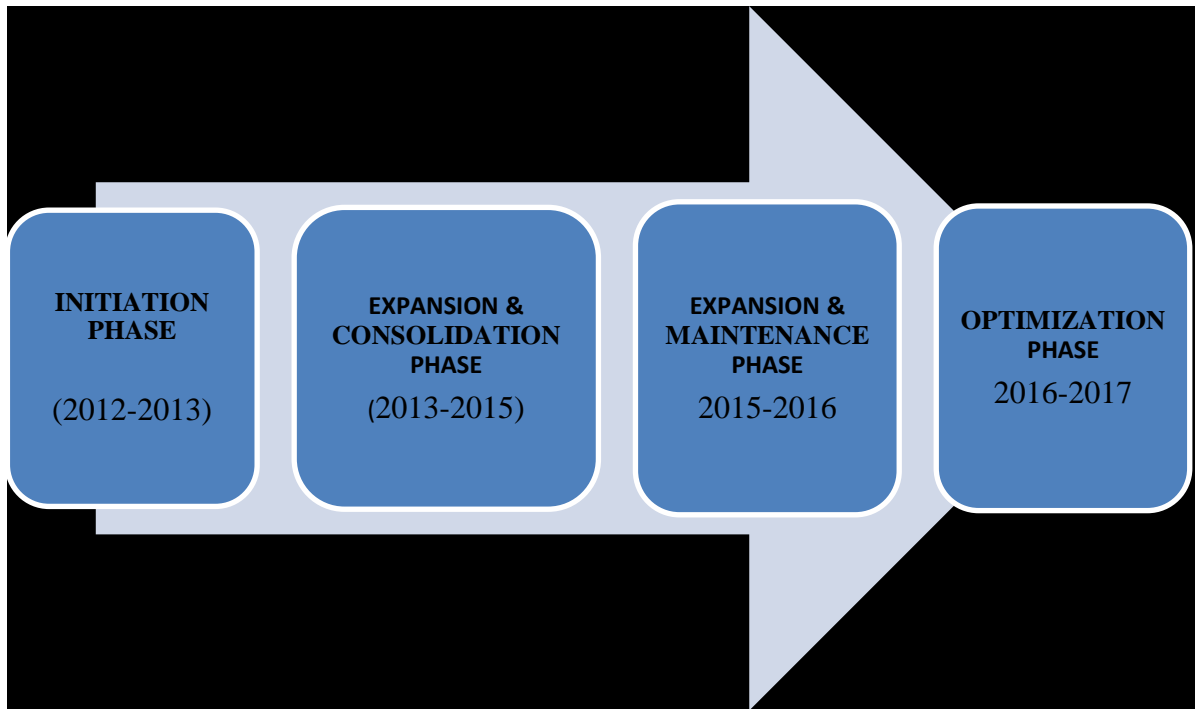 INITIATION
PHASE
(2012-2013)
EXPANSION &
CONSOLIDATION
PHASE
(2013-2015)
EXPANSION &
MAINTENANCE
PHASE
2015-2016
OPTIMIZATION
PHASE
2016-2017